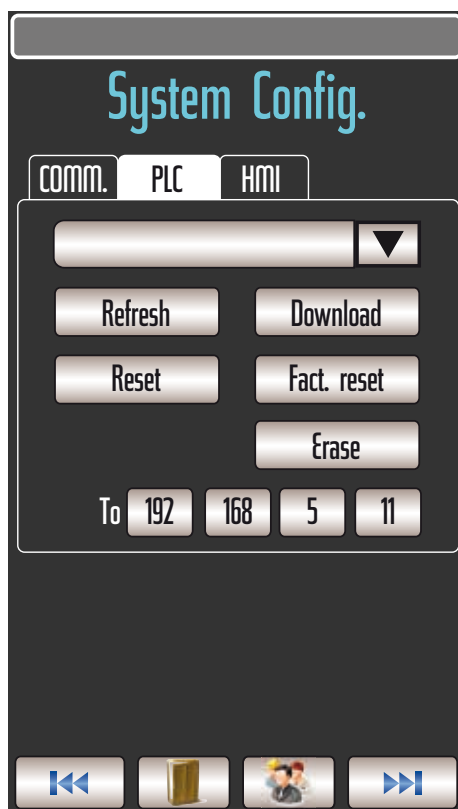 System Config.
COMM. PLC HMI
Refresh Download
Reset Fact. reset
Erase
To 192 168 5 11